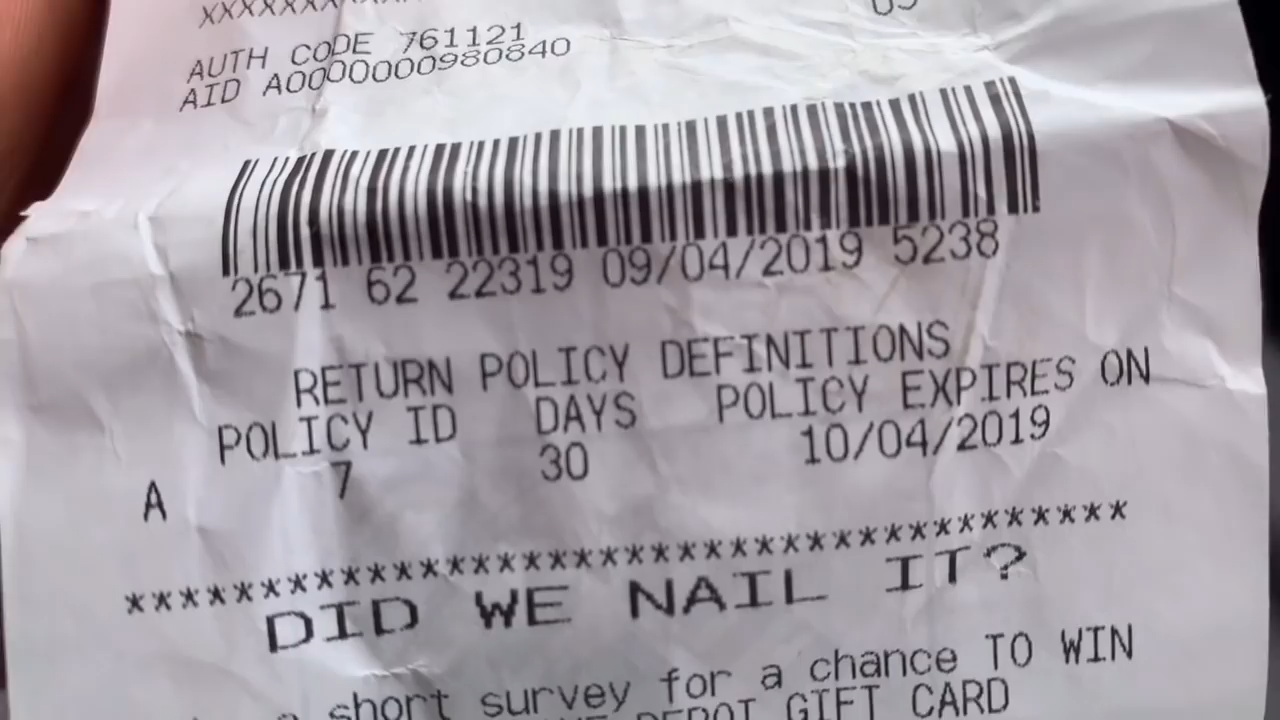 AUTH CODE 761121
AID A0000000980840
2671 62 22319 09/04/2019 5238
RETURN POLICY DEFINITIONS
POLICY ID DAYS POLICY EXPIRES ON
A 7 30 10/04/2019
******************************************
DID WE NAIL IT?
short survey for a chance TO WIN
DEPOT GIFT CARD